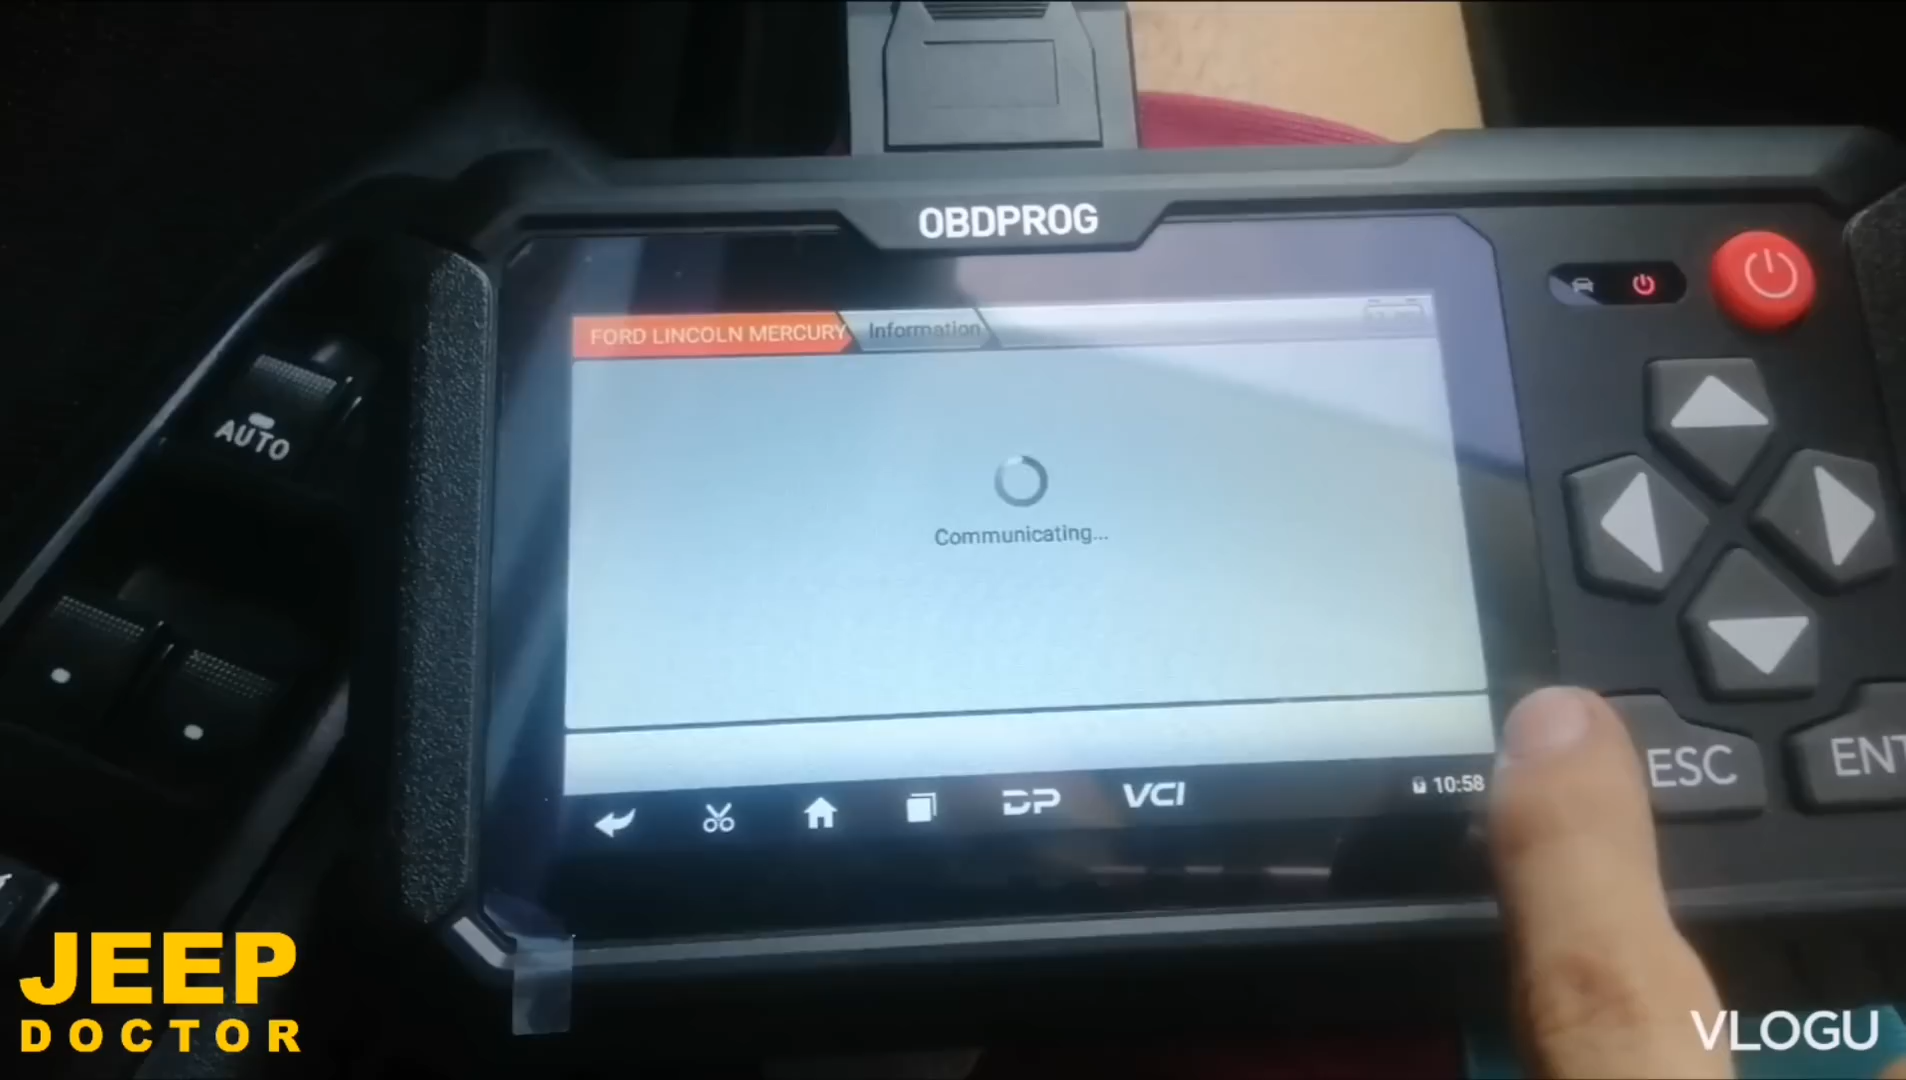 OBDPROG
FORD LINCOLN MERCURY
Information
Communicating...
DP
VCI
10:58
AUTO
ESC
ENT
JEEP
DOCTOR
VLOGU